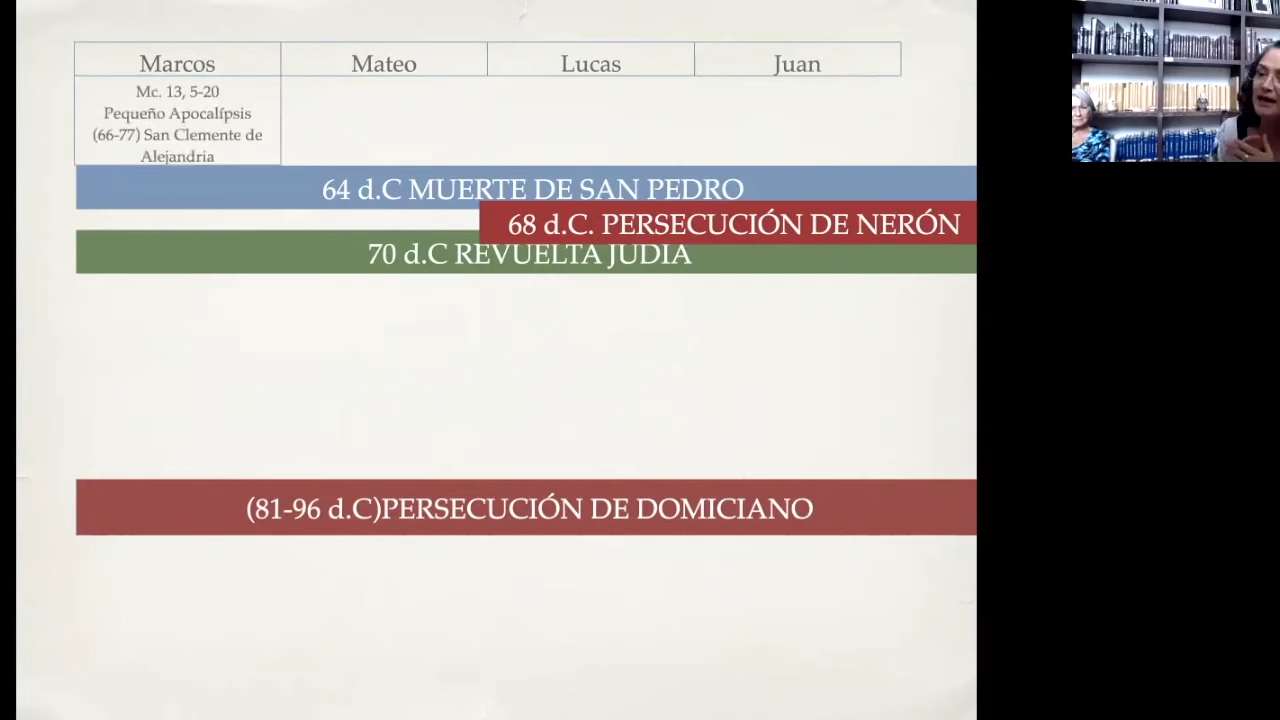 Marcos Mateo Lucas Juan
Mc. 13, 5-20
Pequeño Apocalípsis
(66-77) San Clemente de
Alejandria
64 d.C MUERTE DE SAN PEDRO
68 d.C. PERSECUCIÓN DE NERÓN
70 d.C REVUELTA JUDIA
(81-96 d.C)PERSECUCIÓN DE DOMICIANO